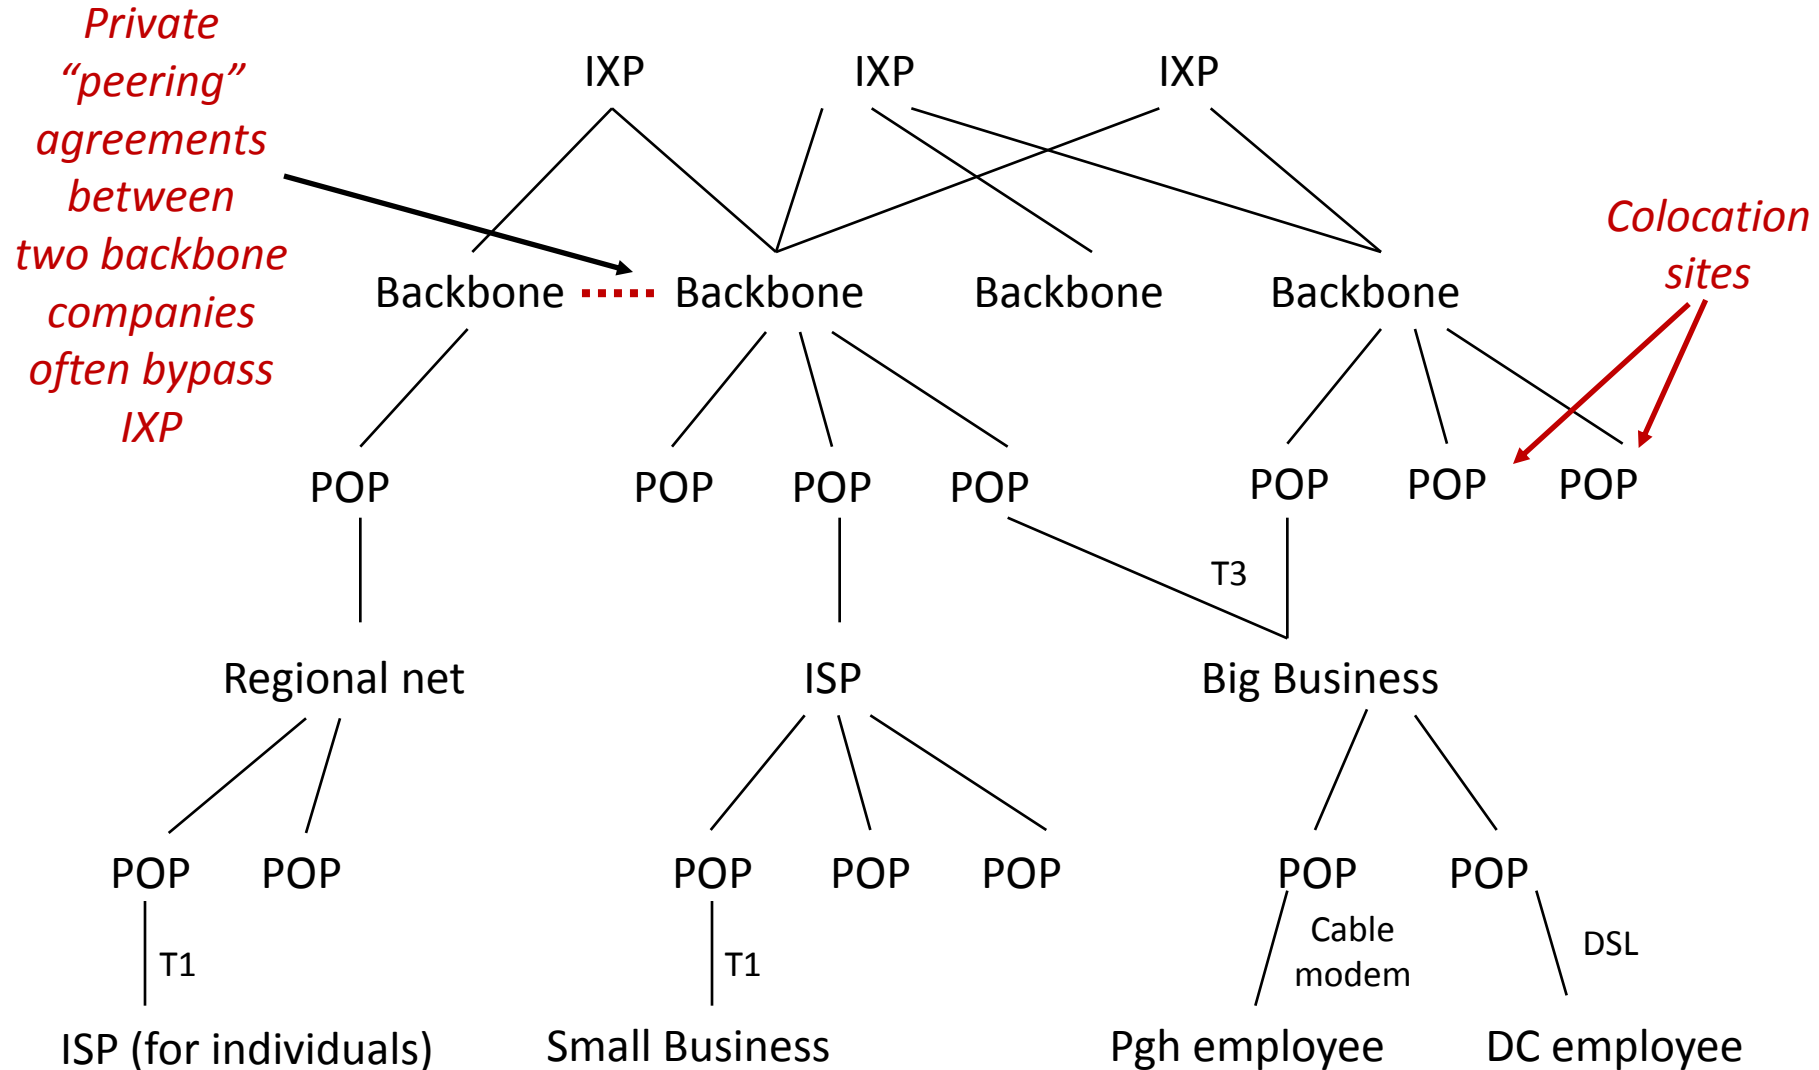 Private
“peering”
agreements
between
two backbone
companies
often bypass
IXP
IXP IXP IXP
Colocation
sites
Backbone Backbone Backbone Backbone
POP POP POP POP POP POP POP
T3
Regional net ISP Big Business
POP POP POP POP POP POP POP
T1 T1 Cable
modem DSL
ISP (for individuals) Small Business Pgh employee DC employee